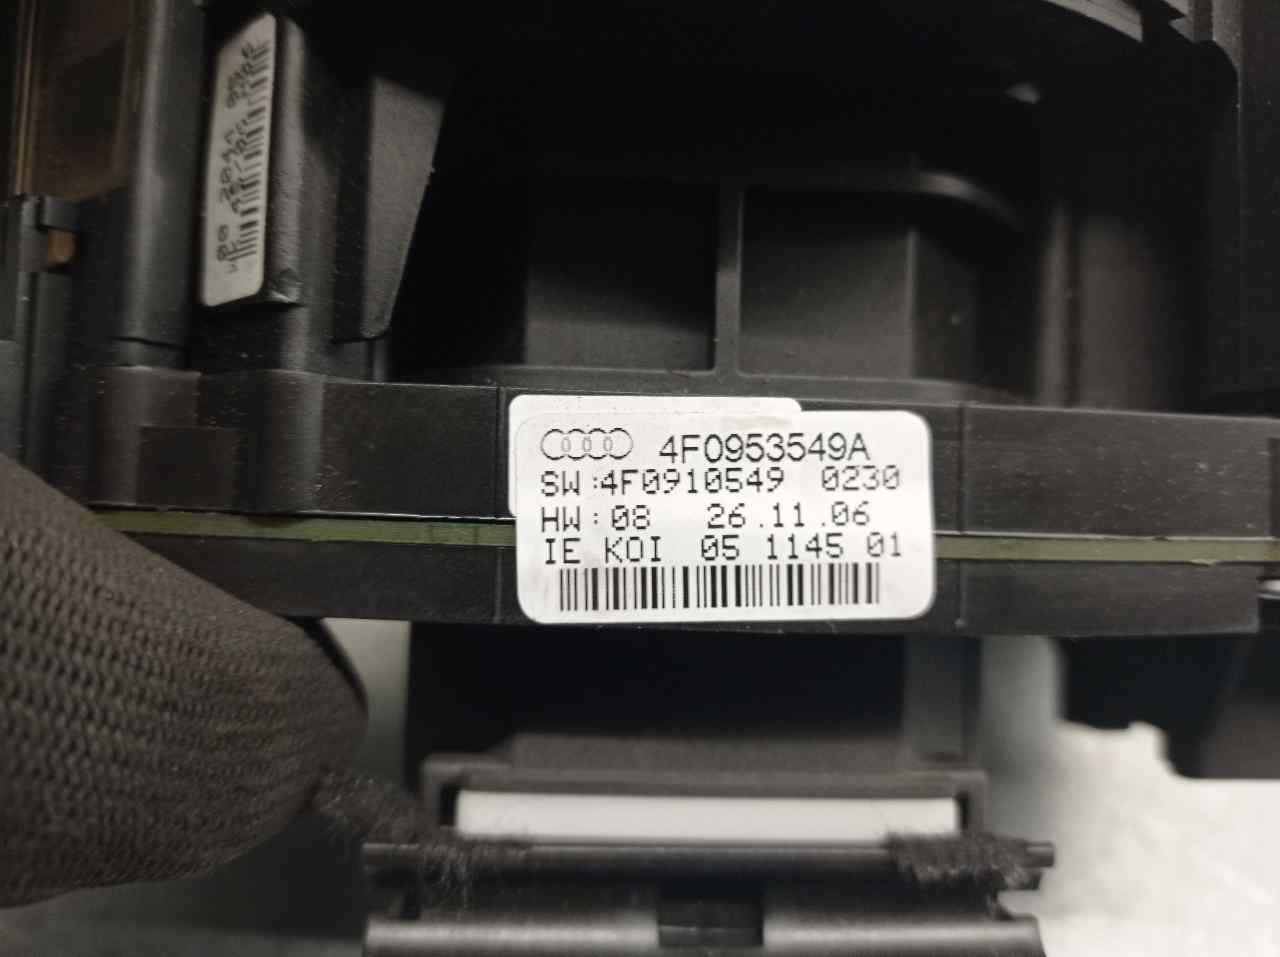 4F0953549A
SW:4F0910549 0230
HW:08 26.11.06
IE KOI 05 1145 01